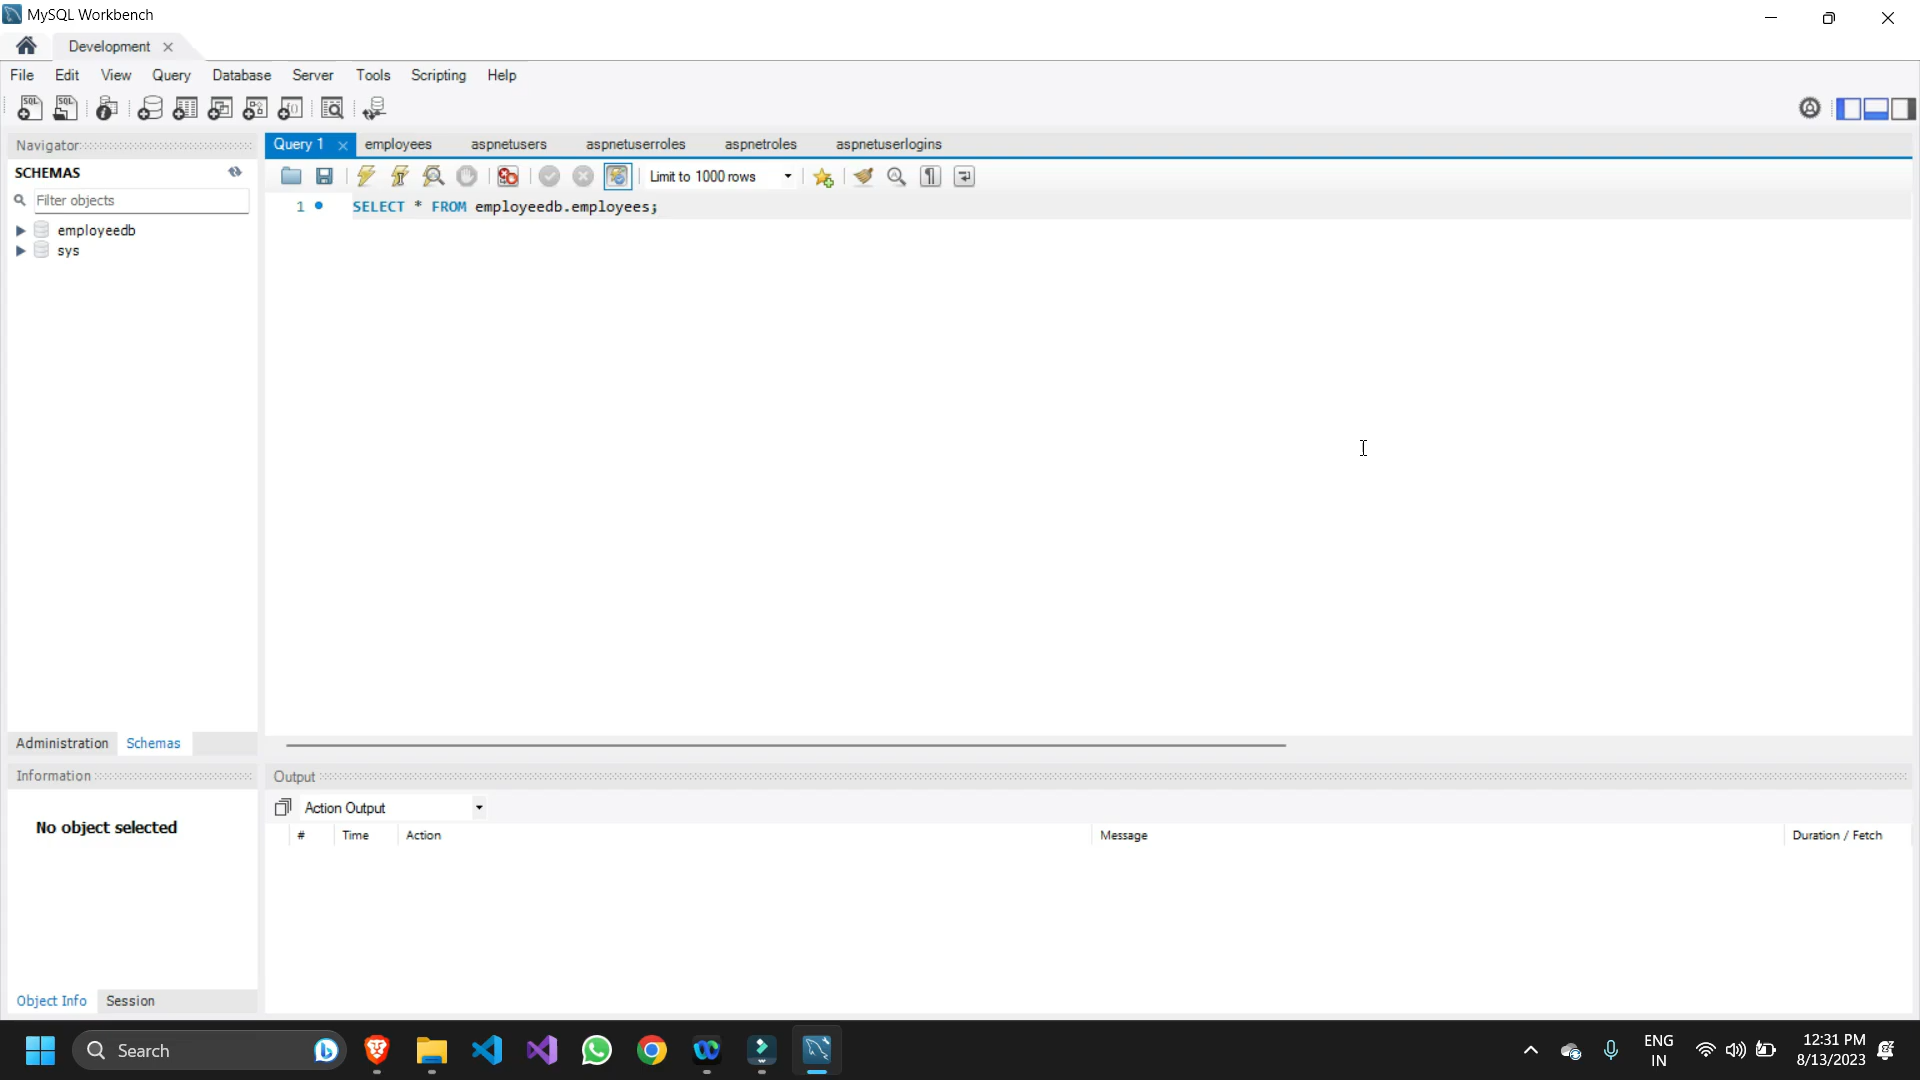 MySQL Workbench
Development
File Edit View Query Database Server Tools Scripting Help
Navigator
SCHEMAS
Filter objects
employeedb
sys
Administration Schemas
Information
No object selected
Object Info Session
Query 1 employees aspnetusers aspnetuserroles aspnetroles aspnetuserlogins
Limit to 1000 rows
1 SELECT * FROM employeedb.employees;
Output
Action Output
# Time Action Message Duration / Fetch
Search
ENG
IN
12:31 PM
8/13/2023